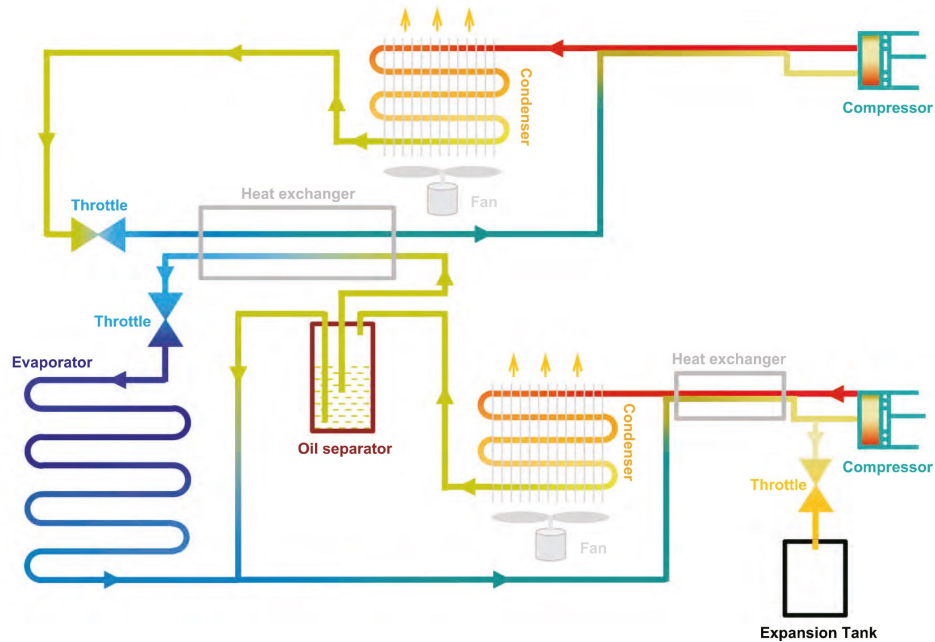 Condenser
Compressor
Fan
Throttle
Heat exchanger
Throttle
Evaporator
Heat exchanger
Oil separator
Condenser
Compressor
Throttle
Fan
Expansion Tank